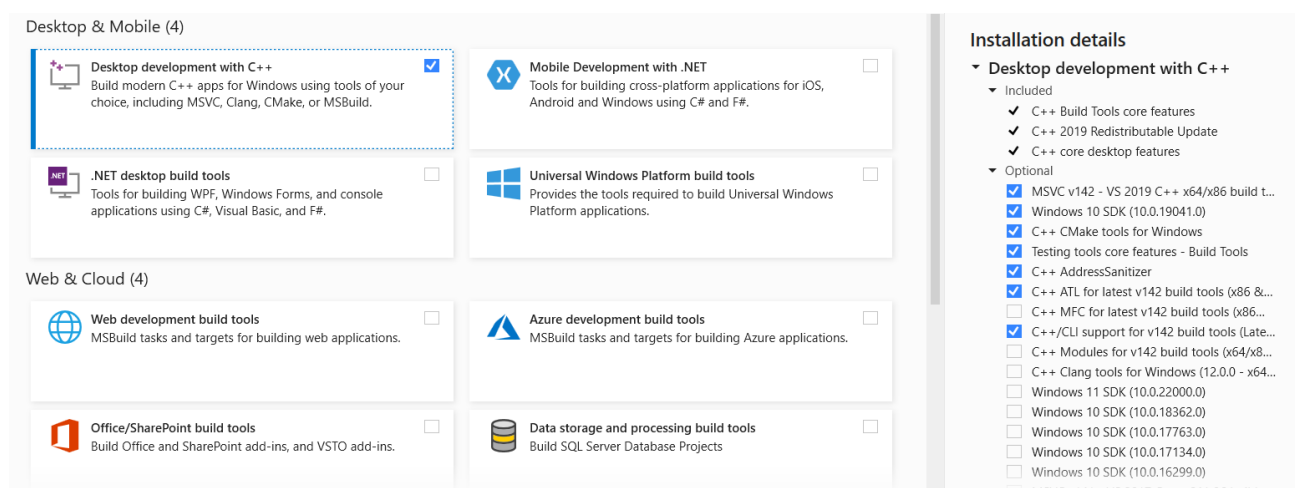 Desktop & Mobile (4)
Desktop development with C++
Build modern C++ apps for Windows using tools of your
choice, including MSVC, Clang, CMake, or MSBuild.
Mobile Development with .NET
Tools for building cross-platform applications for iOS,
Android and Windows using C# and F#.
.NET
.NET desktop build tools
Tools for building WPF, Windows Forms, and console
applications using C#, Visual Basic, and F#.
Universal Windows Platform build tools
Provides the tools required to build Universal Windows
Platform applications.
Web & Cloud (4)
Web development build tools
MSBuild tasks and targets for building web applications.
Azure development build tools
MSBuild tasks and targets for building Azure applications.
Office/SharePoint build tools
Build Office and SharePoint add-ins, and VSTO add-ins.
Data storage and processing build tools
Build SQL Server Database Projects
Installation details
Desktop development with C++
Included
C++ Build Tools core features
C++ 2019 Redistributable Update
C++ core desktop features
Optional
MSVC v142 - VS 2019 C++ x64/x86 build t...
Windows 10 SDK (10.0.19041.0)
C++ CMake tools for Windows
Testing tools core features - Build Tools
C++ AddressSanitizer
C++ ATL for latest v142 build tools (x86 &...
C++ MFC for latest v142 build tools (x86...
C++/CLI support for v142 build tools (Late...
C++ Modules for v142 build tools (x64/x8...
C++ Clang tools for Windows (12.0.0 - x64...
Windows 11 SDK (10.0.22000.0)
Windows 10 SDK (10.0.18362.0)
Windows 10 SDK (10.0.17763.0)
Windows 10 SDK (10.0.17134.0)
Windows 10 SDK (10.0.16299.0)